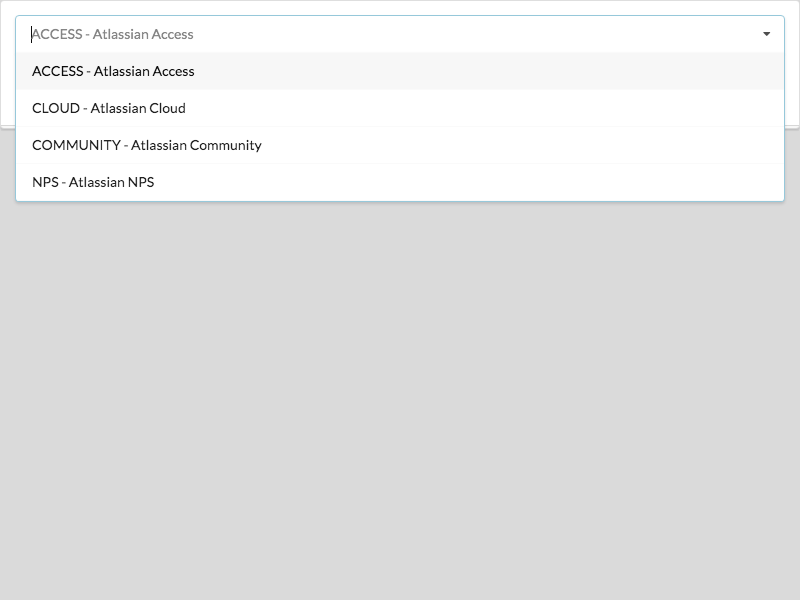 ACCESS - Atlassian Access
ACCESS - Atlassian Access
CLOUD - Atlassian Cloud
COMMUNITY - Atlassian Community
NPS - Atlassian NPS